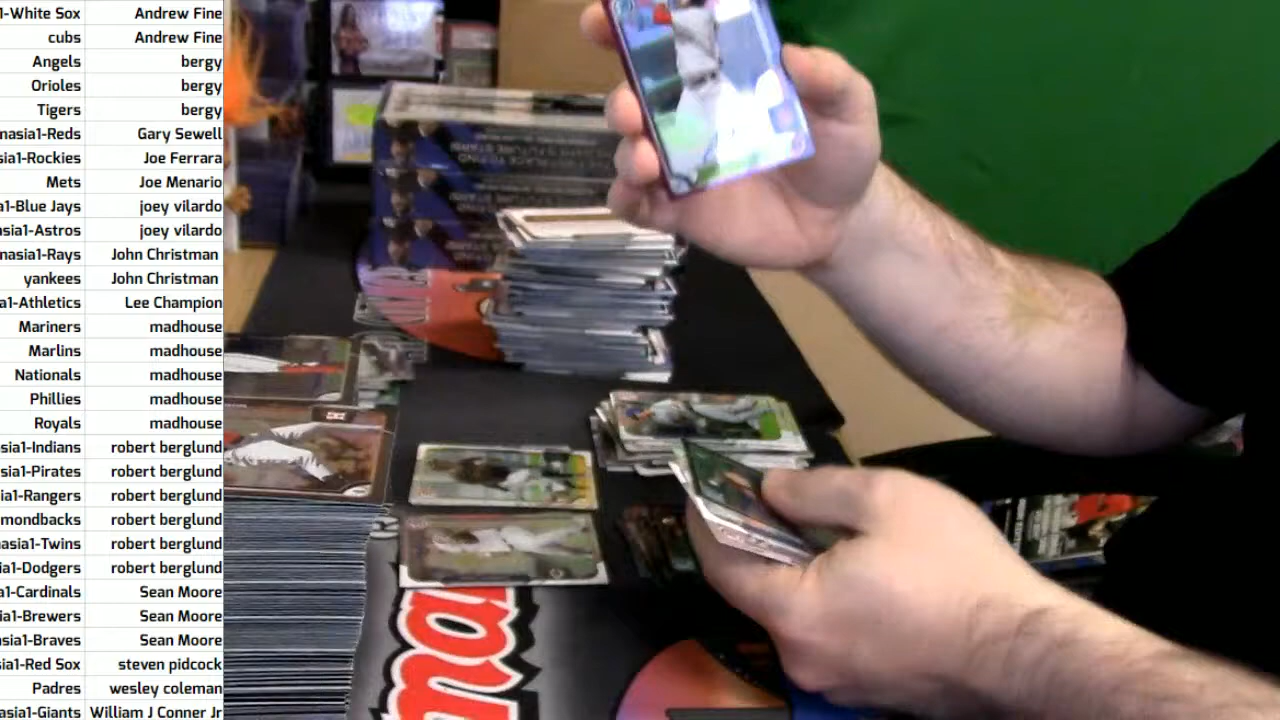 1-White Sox Andrew Fine
cubs Andrew Fine
Angels bergy
Orioles bergy
Tigers bergy
nasia1-Reds Gary Sewell
sia1-Rockies Joe Ferrara
Mets Joe Menario
a1-Blue Jays joey vilardo
asia1-Astros joey vilardo
nasia1-Rays John Christman
yankees John Christman
a1-Athletics Lee Champion
Mariners madhouse
Marlins madhouse
Nationals madhouse
Phillies madhouse
Royals madhouse
sia1-Indians robert berglund
sia1-Pirates robert berglund
ia1-Rangers robert berglund
mondbacks robert berglund
nasia1-Twins robert berglund
ia1-Dodgers robert berglund
a1-Cardinals Sean Moore
ia1-Brewers Sean Moore
asia1-Braves Sean Moore
sia1-Red Sox steven pidcock
Padres wesley coleman
asia1-Giants William J Conner Jr
ma